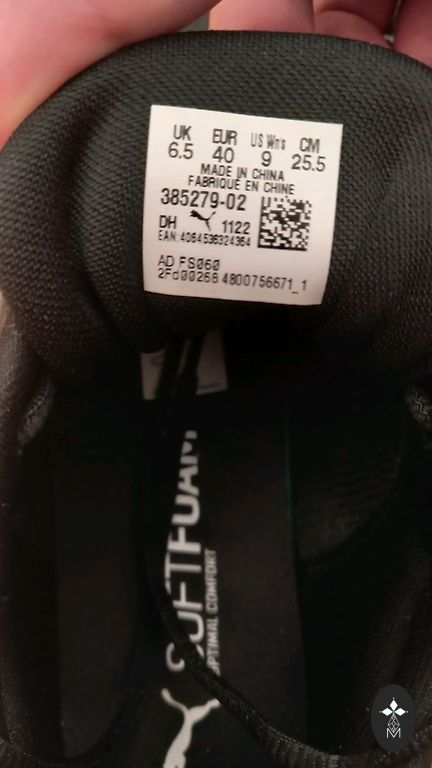 UK EUR US Wn's CM
6.5 40 9 25.5
MADE IN CHINA
FABRIQUÉ EN CHINE
385279-02
DH 1122
EAN:4064536324364
AD FS060
2Fd00268 4800756671_1
SOFTFOAM
OPTIMAL COMFORT
M